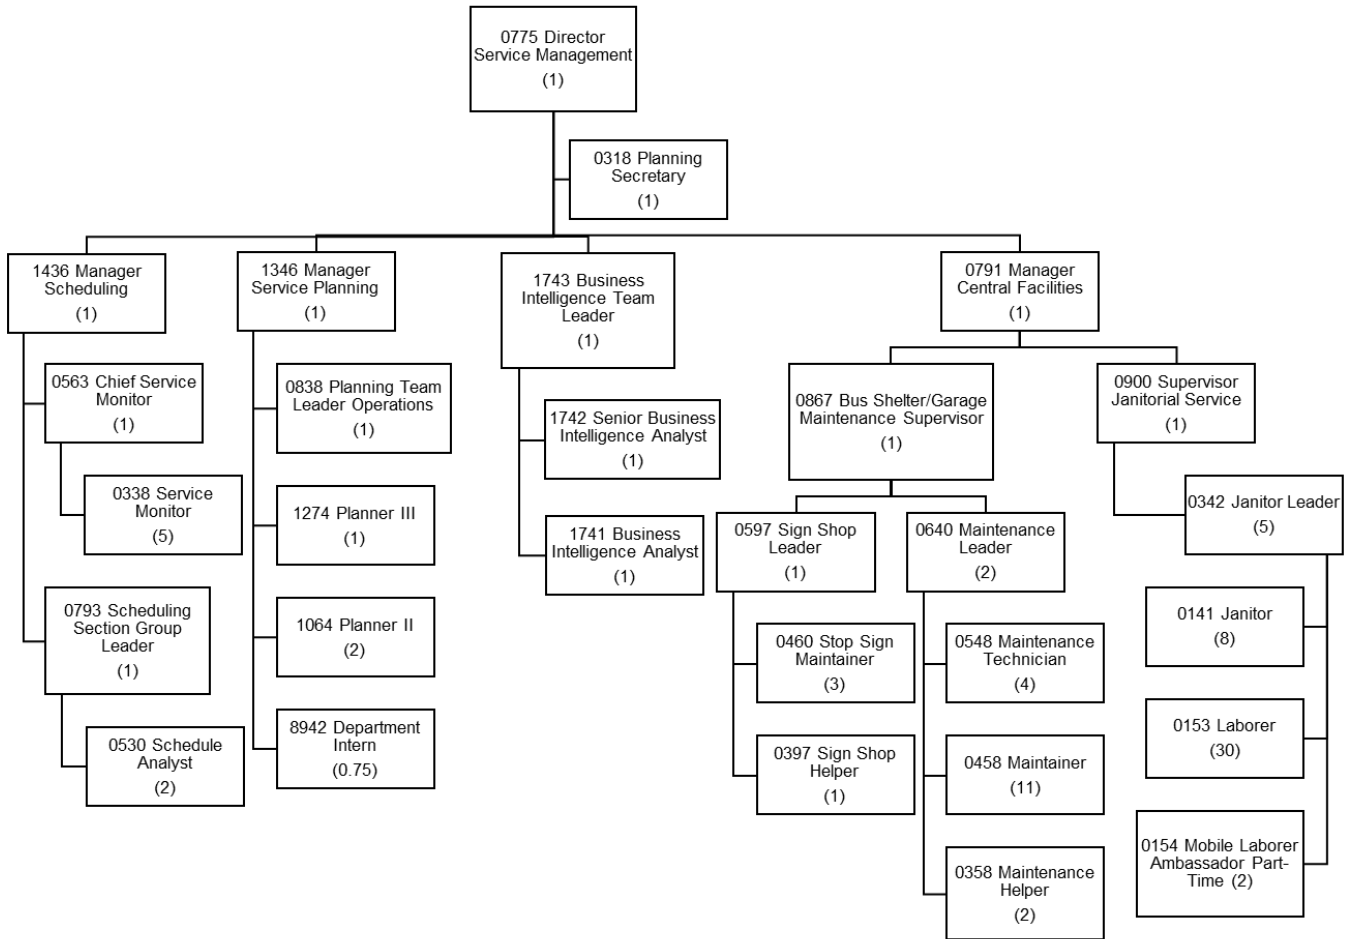 0775 Director
Service Management
(1)
0318 Planning
Secretary
(1)
1436 Manager
Scheduling
(1)
0563 Chief Service
Monitor
(1)
0338 Service
Monitor
(5)
0793 Scheduling
Section Group
Leader
(1)
0530 Schedule
Analyst
(2)
1346 Manager
Service Planning
(1)
0838 Planning Team
Leader Operations
(1)
1274 Planner III
(1)
1064 Planner II
(2)
8942 Department
Intern
(0.75)
1743 Business
Intelligence Team
Leader
(1)
1742 Senior Business
Intelligence Analyst
(1)
1741 Business
Intelligence Analyst
(1)
0791 Manager
Central Facilities
(1)
0867 Bus Shelter/Garage
Maintenance Supervisor
(1)
0597 Sign Shop
Leader
(1)
0460 Stop Sign
Maintainer
(3)
0397 Sign Shop
Helper
(1)
0640 Maintenance
Leader
(2)
0548 Maintenance
Technician
(4)
0458 Maintainer
(11)
0358 Maintenance
Helper
(2)
0900 Supervisor
Janitorial Service
(1)
0342 Janitor Leader
(5)
0141 Janitor
(8)
0153 Laborer
(30)
0154 Mobile Laborer
Ambassador Part-
Time (2)